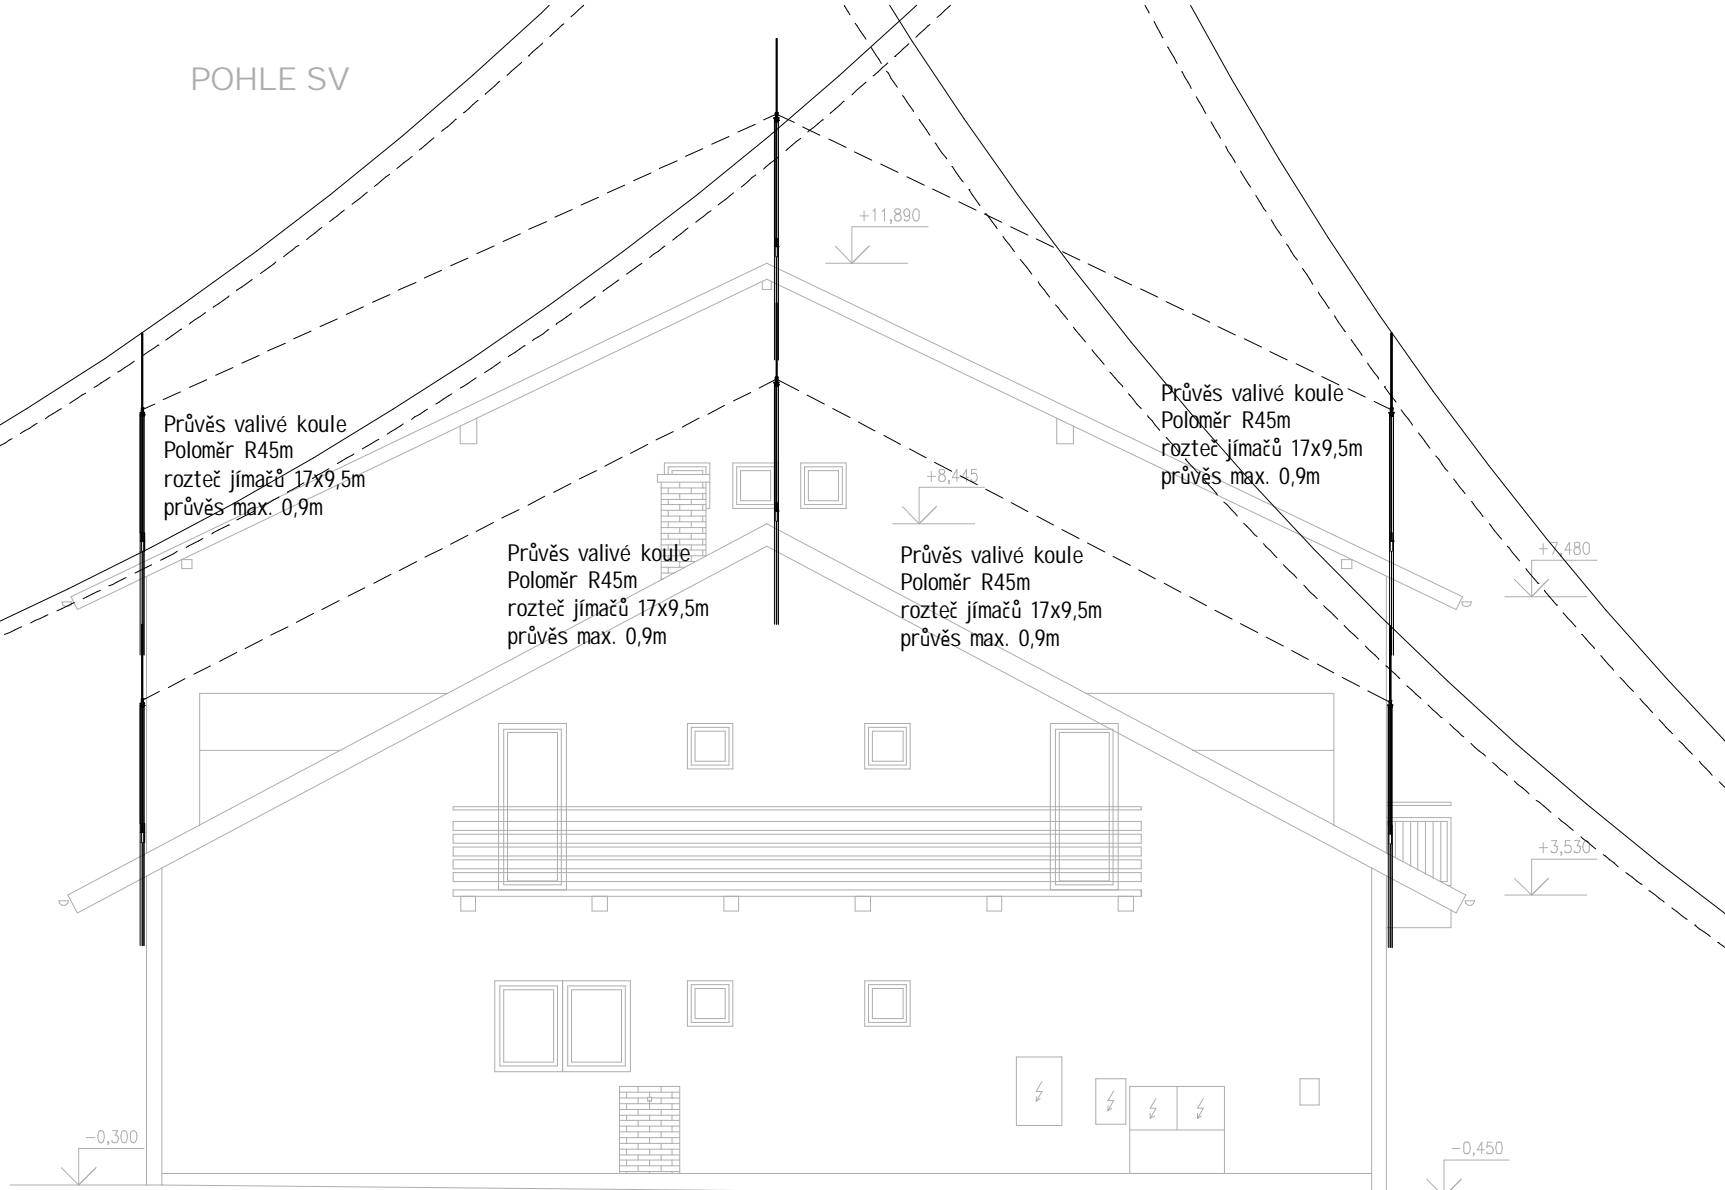 POHLE SV
+11,890
Průvěs valivé koule
Poloměr R45m
rozteč jímačů 17x9,5m
průvěs max. 0,9m
Průvěs valivé koule
Poloměr R45m
rozteč jímačů 17x9,5m
průvěs max. 0,9m
+8,445
Průvěs valivé koule
Poloměr R45m
rozteč jímačů 17x9,5m
průvěs max. 0,9m
Průvěs valivé koule
Poloměr R45m
rozteč jímačů 17x9,5m
průvěs max. 0,9m
+7,480
+3,530
-0,300
-0,450